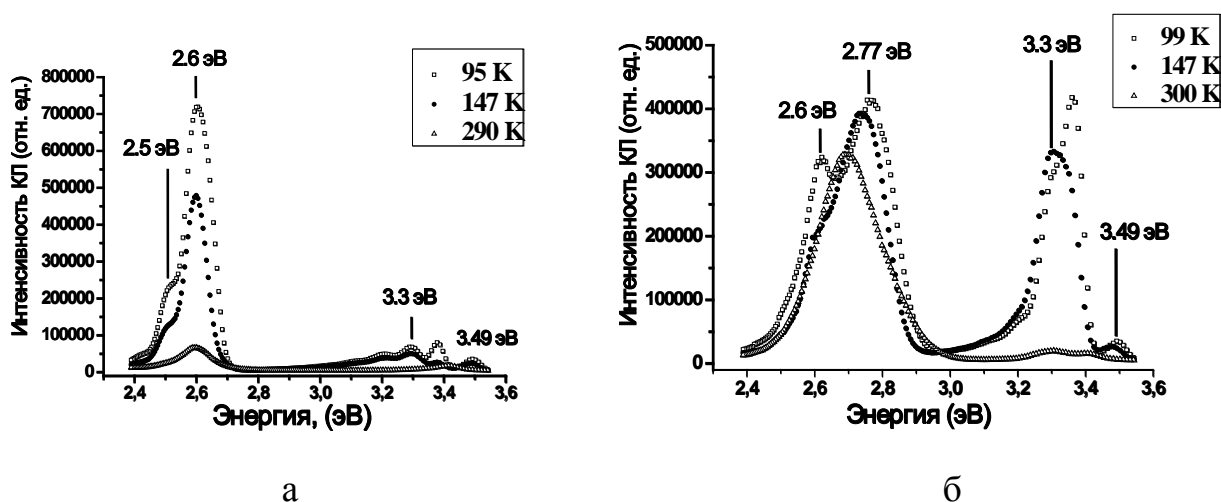 95 K
147 K
290 K
2.6 эВ
2.5 эВ
3.3 эВ
3.49 эВ
Интенсивность КЛ (отн. ед.)
800000
700000
600000
500000
400000
300000
200000
100000
0
2,4 2,6 2,8 3,0 3,2 3,4 3,6
Энергия, (эВ)
а
99 K
147 K
300 K
2.77 эВ
3.3 эВ
2.6 эВ
3.49 эВ
Интенсивность КЛ (отн. ед.)
500000
400000
300000
200000
100000
0
2,4 2,6 2,8 3,0 3,2 3,4 3,6
Энергия (эВ)
б